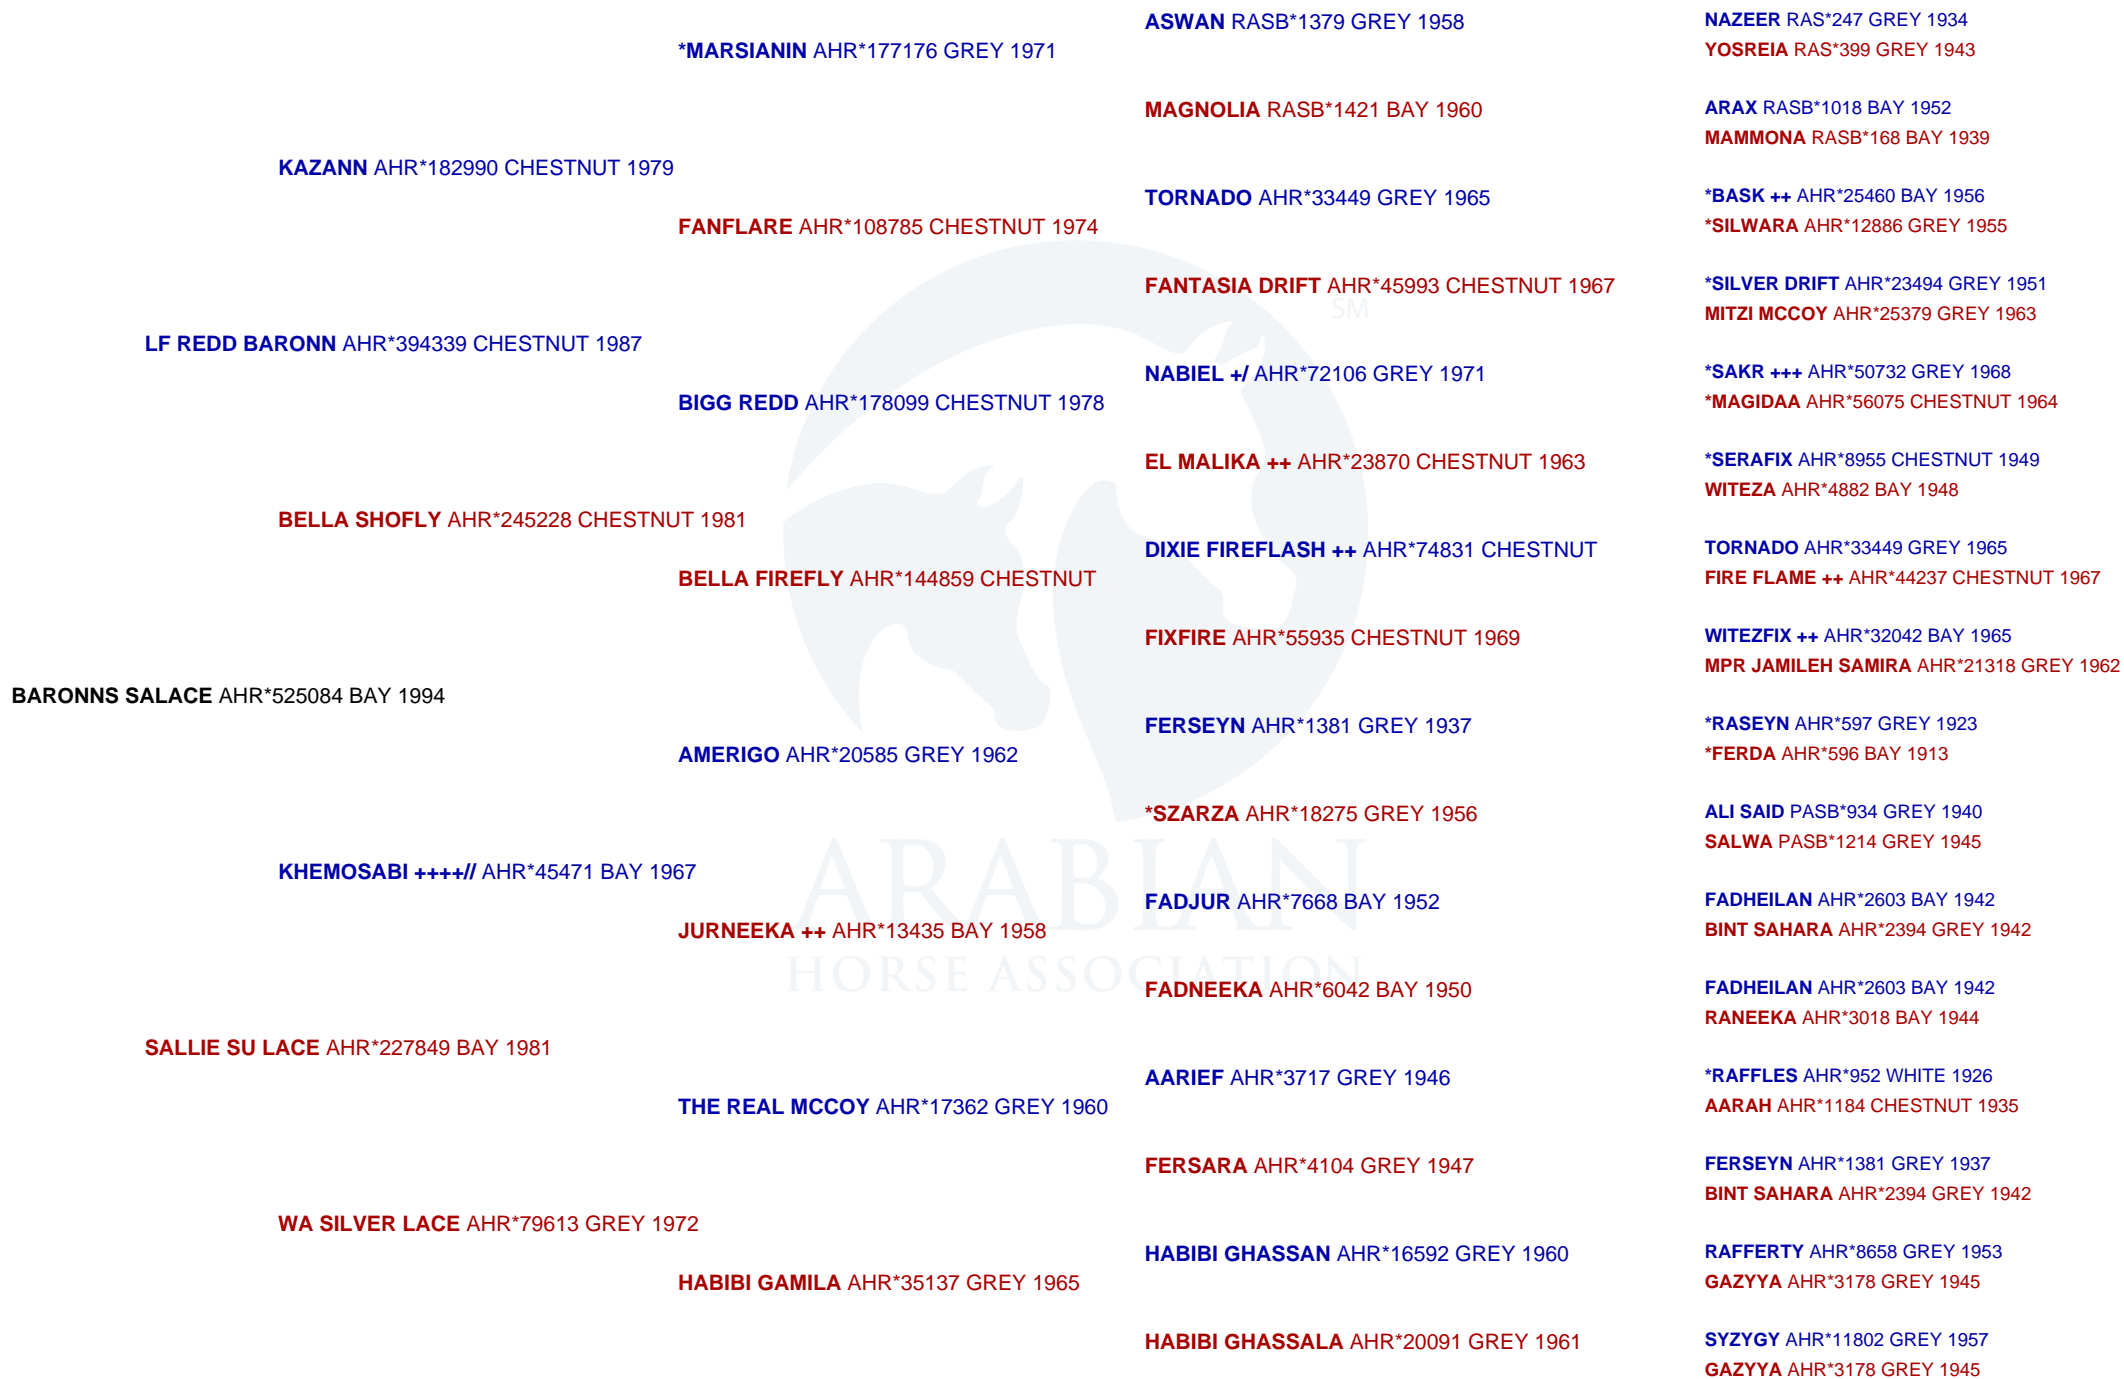 ASWAN RASB*1379 GREY 1958
NAZEER RAS*247 GREY 1934
*MARSIANIN AHR*177176 GREY 1971
YOSREIA RAS*399 GREY 1943
MAGNOLIA RASB*1421 BAY 1960
ARAX RASB*1018 BAY 1952
MAMMONA RASB*168 BAY 1939
KAZANN AHR*182990 CHESTNUT 1979
TORNADO AHR*33449 GREY 1965
*BASK ++ AHR*25460 BAY 1956
FANFLARE AHR*108785 CHESTNUT 1974
*SILWARA AHR*12886 GREY 1955
FANTASIA DRIFT AHR*45993 CHESTNUT 1967
*SILVER DRIFT AHR*23494 GREY 1951
SM
MITZI MCCOY AHR*25379 GREY 1963
LF REDD BARONN AHR*394339 CHESTNUT 1987
NABIEL +/ AHR*72106 GREY 1971
*SAKR +++ AHR*50732 GREY 1968
BIGG REDD AHR*178099 CHESTNUT 1978
*MAGIDAA AHR*56075 CHESTNUT 1964
EL MALIKA ++ AHR*23870 CHESTNUT 1963
*SERAFIX AHR*8955 CHESTNUT 1949
WITEZA AHR*4882 BAY 1948
BELLA SHOFLY AHR*245228 CHESTNUT 1981
DIXIE FIREFLASH ++ AHR*74831 CHESTNUT
TORNADO AHR*33449 GREY 1965
BELLA FIREFLY AHR*144859 CHESTNUT
FIRE FLAME ++ AHR*44237 CHESTNUT 1967
FIXFIRE AHR*55935 CHESTNUT 1969
WITEZFIX ++ AHR*32042 BAY 1965
MPR JAMILEH SAMIRA AHR*21318 GREY 1962
BARONNS SALACE AHR*525084 BAY 1994
FERSEYN AHR*1381 GREY 1937
*RASEYN AHR*597 GREY 1923
AMERIGO AHR*20585 GREY 1962
*FERDA AHR*596 BAY 1913
*SZARZA AHR*18275 GREY 1956
ALI SAID PASB*934 GREY 1940
SALWA PASB*1214 GREY 1945
KHEMOSABI ++++// AHR*45471 BAY 1967
ARABIAN
FADJUR AHR*7668 BAY 1952
FADHEILAN AHR*2603 BAY 1942
JURNEEKA ++ AHR*13435 BAY 1958
BINT SAHARA AHR*2394 GREY 1942
HORSE ASSOCIATION
FADNEEKA AHR*6042 BAY 1950
FADHEILAN AHR*2603 BAY 1942
RANEEKA AHR*3018 BAY 1944
SALLIE SU LACE AHR*227849 BAY 1981
AARIEF AHR*3717 GREY 1946
*RAFFLES AHR*952 WHITE 1926
THE REAL MCCOY AHR*17362 GREY 1960
AARAH AHR*1184 CHESTNUT 1935
FERSARA AHR*4104 GREY 1947
FERSEYN AHR*1381 GREY 1937
BINT SAHARA AHR*2394 GREY 1942
WA SILVER LACE AHR*79613 GREY 1972
HABIBI GHASSAN AHR*16592 GREY 1960
RAFFERTY AHR*8658 GREY 1953
HABIBI GAMILA AHR*35137 GREY 1965
GAZYYA AHR*3178 GREY 1945
HABIBI GHASSALA AHR*20091 GREY 1961
SYZYGY AHR*11802 GREY 1957
GAZYYA AHR*3178 GREY 1945